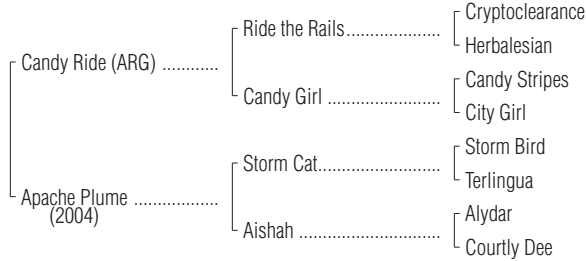 Cryptoclearance
Ride the Rails
Herbalesian
Candy Ride (ARG)
Candy Stripes
Candy Girl
City Girl
Storm Bird
Storm Cat
Terlingua
Apache Plume
(2004)
Alydar
Aishah
Courtly Dee